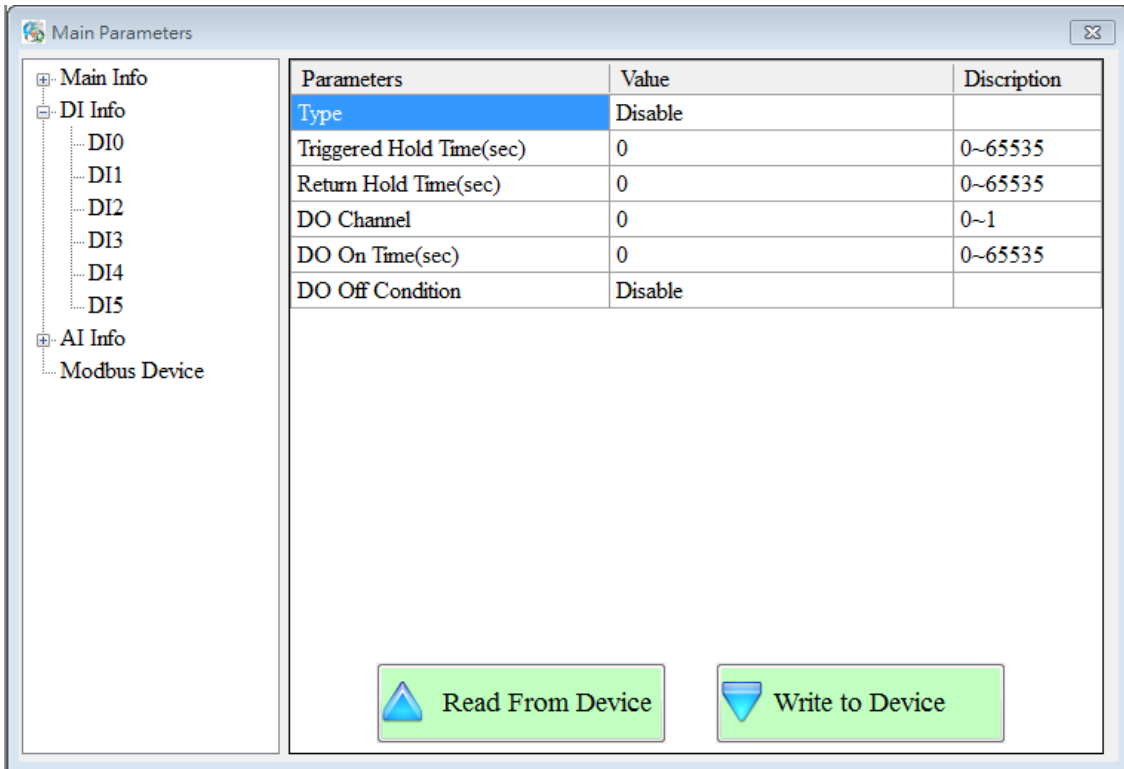 Main Parameters
Main Info
DI Info
DI0
DI1
DI2
DI3
DI4
DI5
AI Info
Modbus Device
Parameters Value Discription
Type Disable
Triggered Hold Time(sec) 0 0~65535
Return Hold Time(sec) 0 0~65535
DO Channel 0 0~1
DO On Time(sec) 0 0~65535
DO Off Condition Disable
Read From Device Write to Device